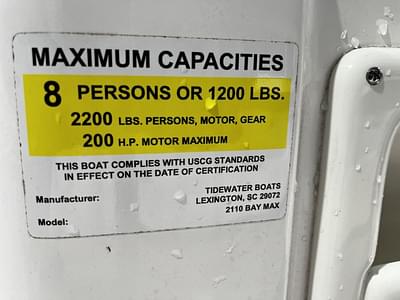 MAXIMUM CAPACITIES
8 PERSONS OR 1200 LBS.
2200 LBS. PERSONS, MOTOR, GEAR
200 H.P. MOTOR MAXIMUM
THIS BOAT COMPLIES WITH USCG STANDARDS
IN EFFECT ON THE DATE OF CERTIFICATION
Manufacturer: TIDEWATER BOATS
LEXINGTON, SC 29072
Model: 2110 BAY MAX